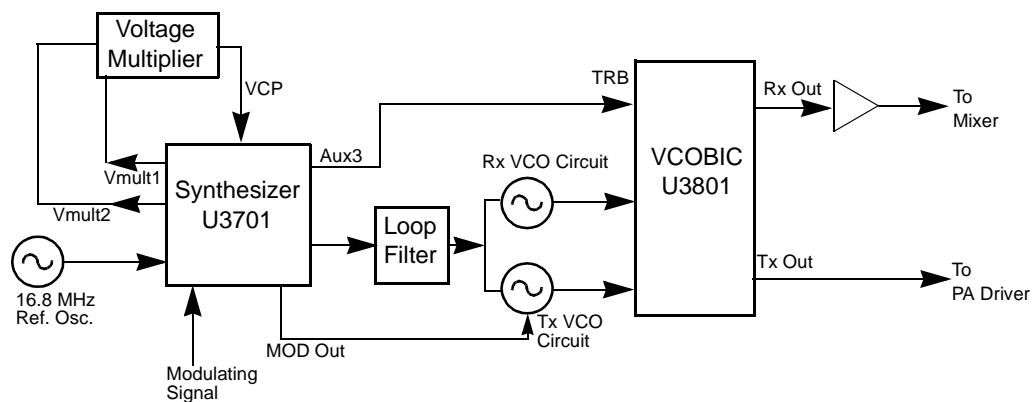 Voltage
Multiplier
VCP
TRB
Rx Out
To
Mixer
Aux3
Vmult1
Vmult2
Synthesizer
U3701
Rx VCO Circuit
VCOBIC
U3801
Loop
Filter
16.8 MHz
Ref. Osc.
Tx Out
To
PA Driver
Tx VCO
Circuit
MOD Out
Modulating
Signal